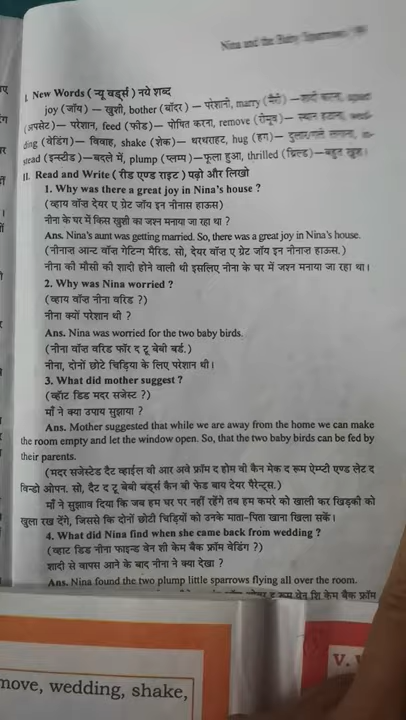 Nina and the Baby Sparrows
I. New Words ( न्यू वर्ड्स ) नये शब्द
joy (जॉय) — खुशी, bother (बॉदर) — परेशानी, marry (मैरी) —शादी करना,
(अपसेट)— परेशान, feed (फीड)— पोषित करना, remove (रीमूव)— स्थान हटाना, wed-
ding (वेडिंग)— विवाह, shake (शेक)— थरथराहट, hug (हग)— लगाना, in-
stead (इन्स्टीड)—बदले में, plump (प्लम्प)—फूला हुआ, thrilled (थ्रिल्ड)—बहुत खुश।
II. Read and Write ( रीड एण्ड राइट ) पढ़ो और लिखो
1. Why was there a great joy in Nina's house ?
(व्हाय वॉज़ देयर ए ग्रेट जॉय इन नीनास हाऊस)
नीना के घर में किस खुशी का जश्न मनाया जा रहा था ?
Ans. Nina's aunt was getting married. So, there was a great joy in Nina's house.
(नीनाज़ आन्ट वॉज़ गेटिन्ग मैरिड. सो, देयर वॉज़ ए ग्रेट जॉय इन नीनाज़ हाऊस.)
नीना की मौसी की शादी होने वाली थी इसलिए नीना के घर में जश्न मनाया जा रहा था।
2. Why was Nina worried ?
(व्हाय वॉज़ नीना वरिड ?)
नीना क्यों परेशान थी ?
Ans. Nina was worried for the two baby birds.
(नीना वॉज़ वरिड फॉर द टू बेबी बर्ड.)
नीना, दोनों छोटे चिड़िया के लिए परेशान थी।
3. What did mother suggest ?
(व्हॉट डिड मदर सजेस्ट ?)
माँ ने क्या उपाय सुझाया ?
Ans. Mother suggested that while we are away from the home we can make
the room empty and let the window open. So, that the two baby birds can be fed by
their parents.
(मदर सजेस्टेड दैट व्हाईल वी आर अवे फ्रॉम द होम वी कैन मेक द रूम ऐम्प्टी एण्ड लेट द
विन्डो ओपन. सो, दैट द टू बेबी बर्ड्स कैन बी फेड बाय देयर पैरेन्ट्स.)
माँ ने सुझाव दिया कि जब हम घर पर नहीं रहेंगे तब हम कमरे को खाली कर खिड़की को
खुला रख देंगे, जिससे कि दोनों छोटी चिड़ियों को उनके माता-पिता खाना खिला सकें।
4. What did Nina find when she came back from wedding ?
(व्हाट डिड नीना फाइन्ड वेन शी केम बैक फ्रॉम वेडिंग ?)
शादी से वापस आने के बाद नीना ने क्या देखा ?
Ans. Nina found the two plump little sparrows flying all over the room.
द रूम वेन शि केम बैक फ्रॉम
move, wedding, shake,
V.